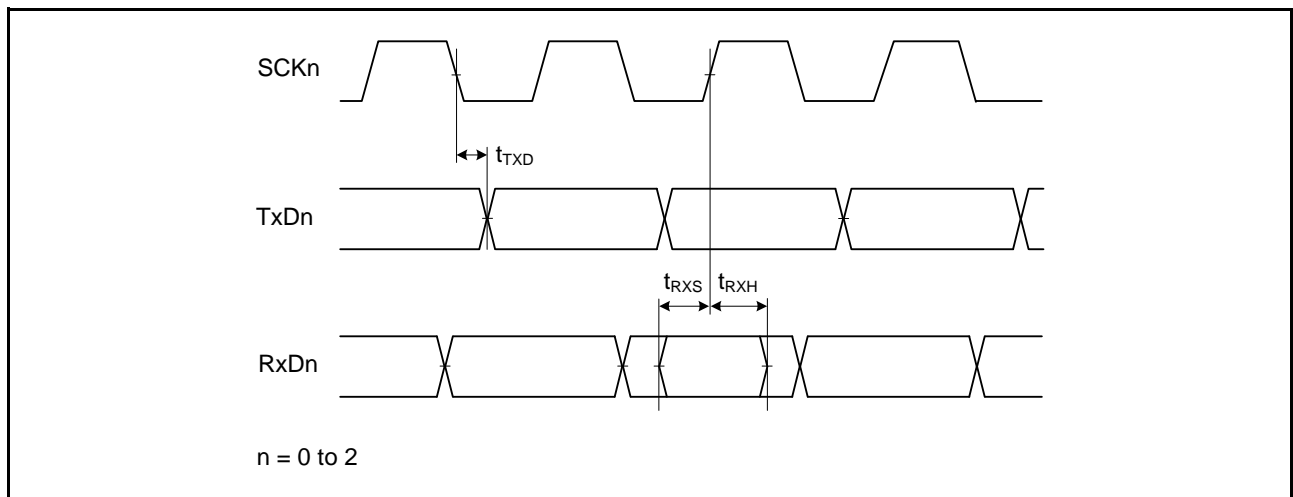 SCKn
tTXD
TxDn
tRXS tRXH
RxDn
n = 0 to 2